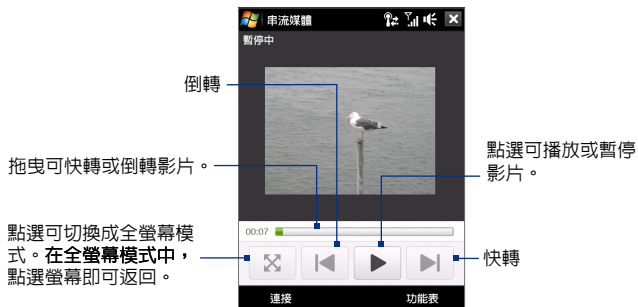 串流媒體
暫停中
倒轉
拖曳可快轉或倒轉影片。
點選可播放或暫停
影片。
00:07
點選可切換成全螢幕模
式。在全螢幕模式中，
點選螢幕即可返回。
快轉
連接
功能表